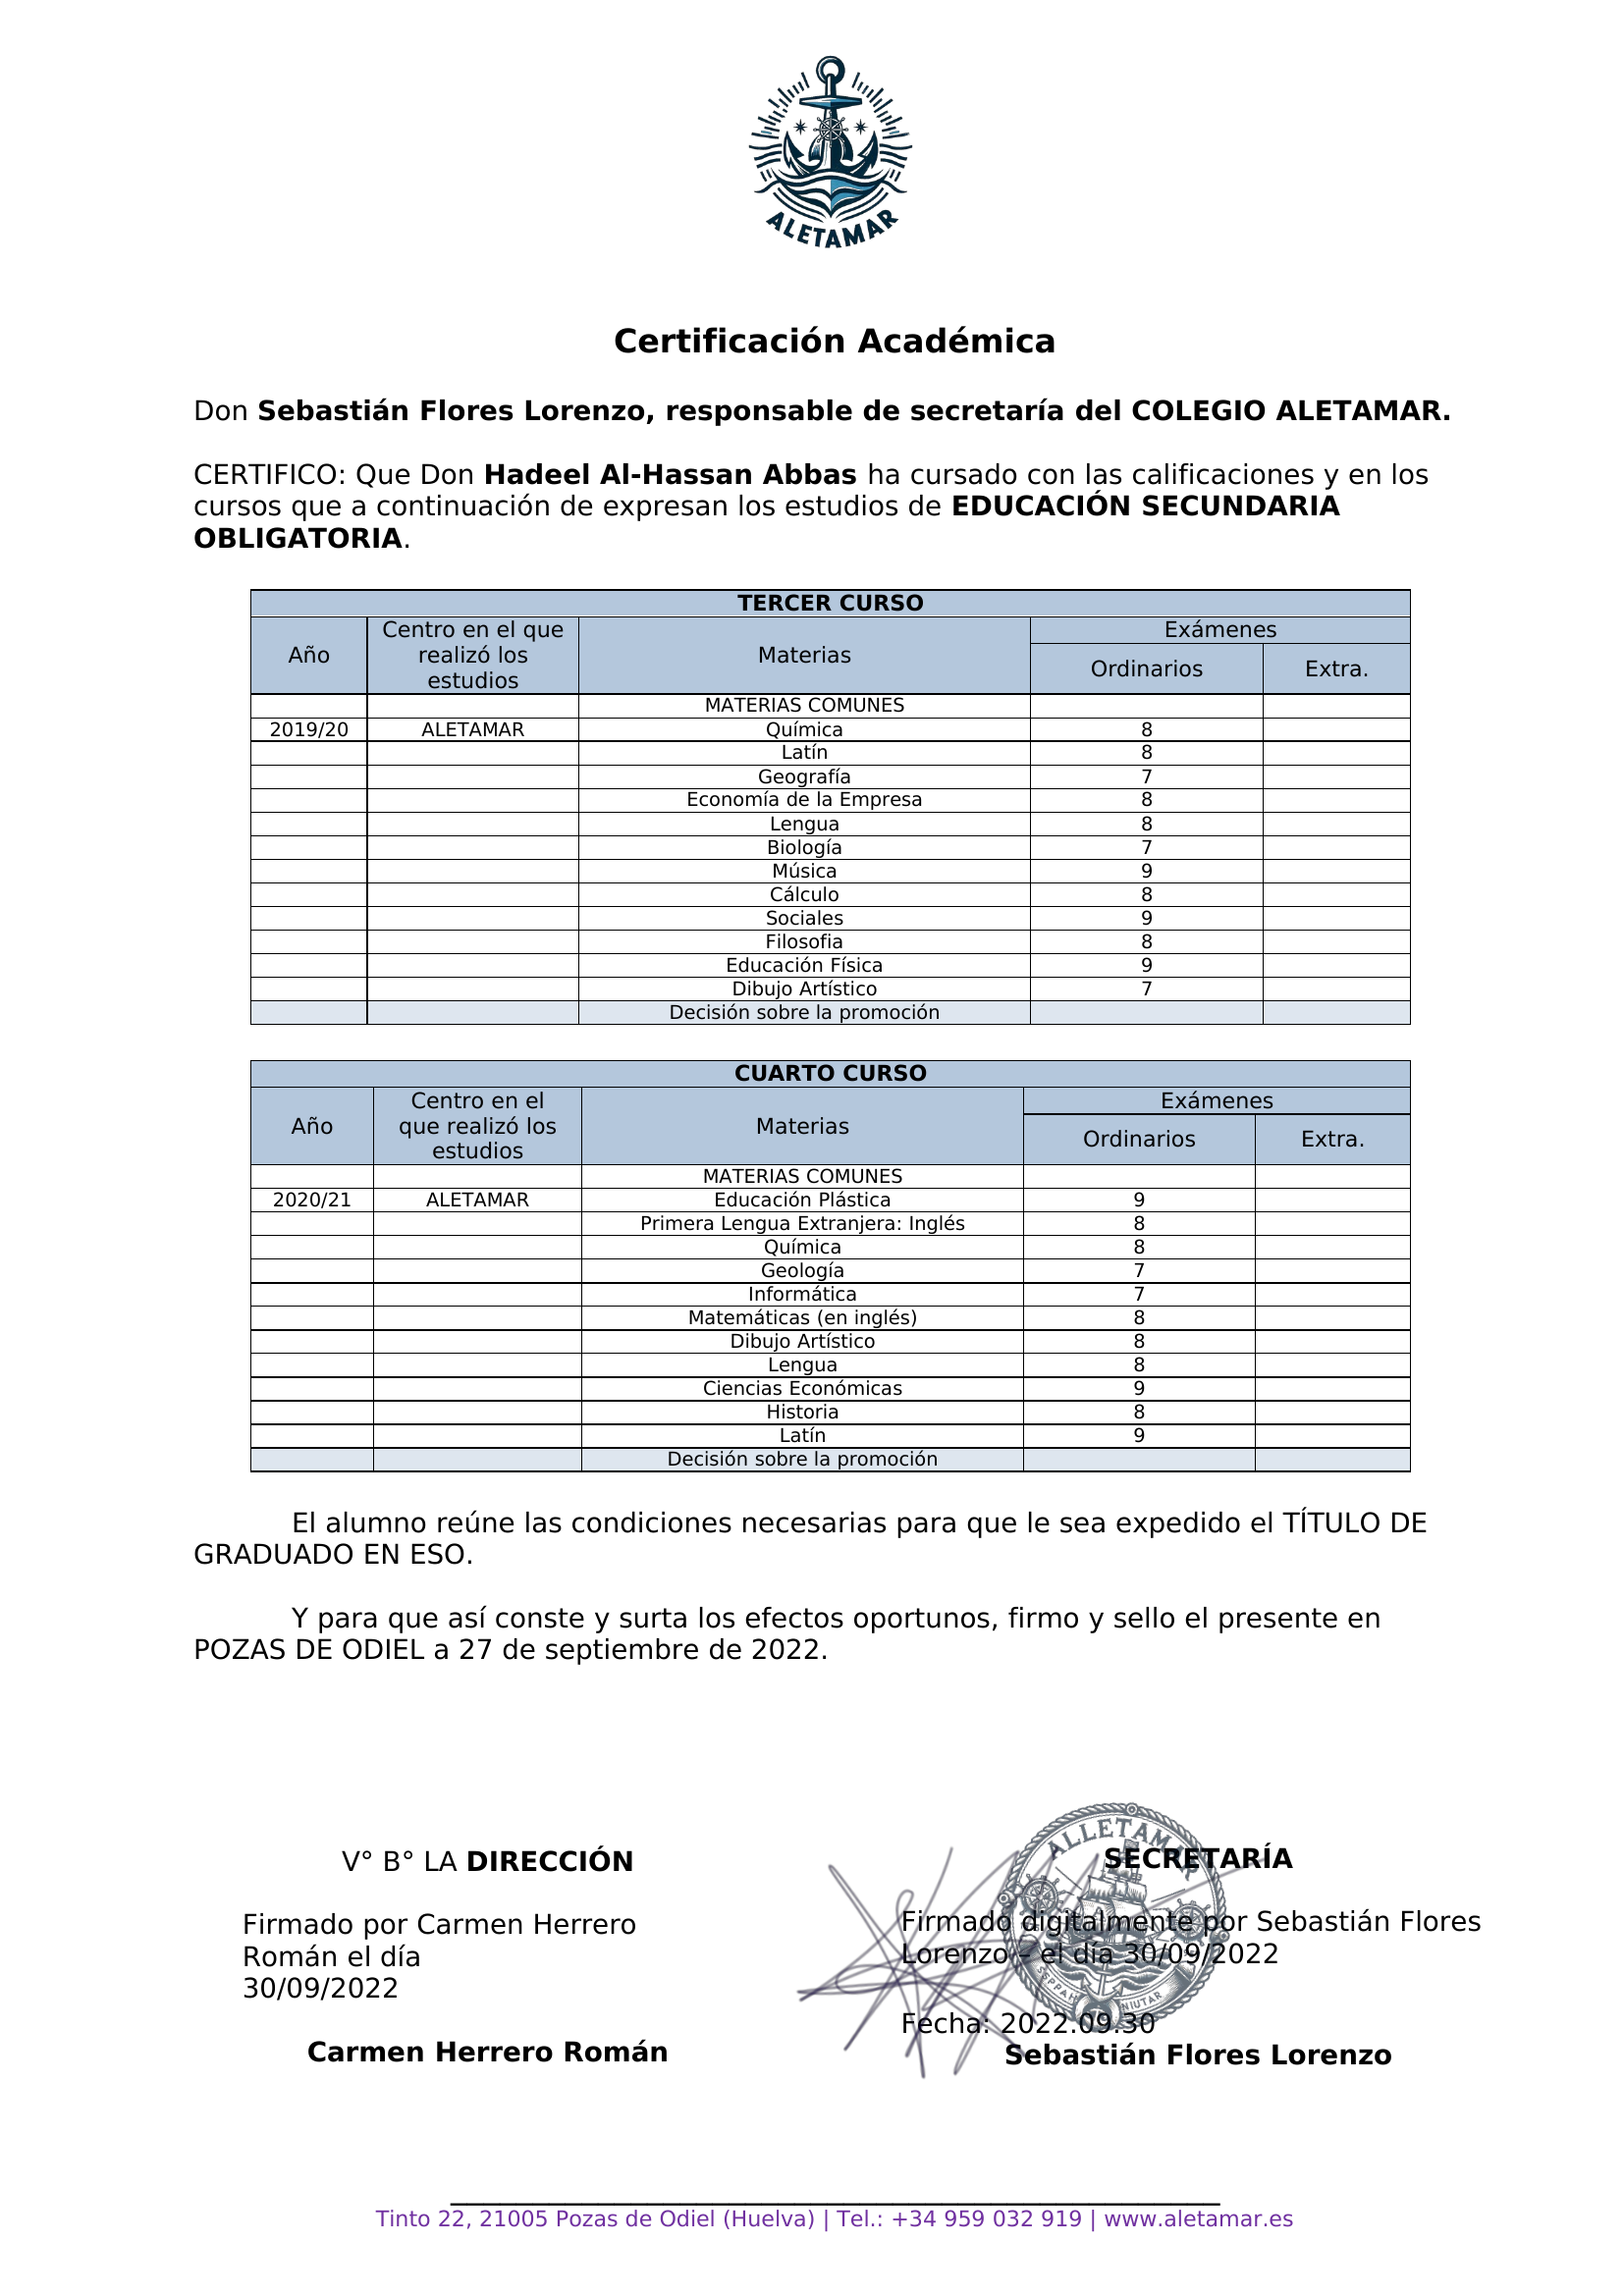 ALETAMAR
Certificación Académica
Don Sebastián Flores Lorenzo, responsable de secretaría del COLEGIO ALETAMAR.
CERTIFICO: Que Don Hadeel Al-Hassan Abbas ha cursado con las calificaciones y en los
cursos que a continuación de expresan los estudios de EDUCACIÓN SECUNDARIA
OBLIGATORIA.
TERCER CURSO
Año Centro en el que realizó los estudios Materias Exámenes
Ordinarios Extra.
MATERIAS COMUNES
2019/20 ALETAMAR Química 8
Latín 8
Geografía 7
Economía de la Empresa 8
Lengua 8
Biología 7
Música 9
Cálculo 8
Sociales 9
Filosofia 8
Educación Física 9
Dibujo Artístico 7
Decisión sobre la promoción
CUARTO CURSO
Año Centro en el que realizó los estudios Materias Exámenes
Ordinarios Extra.
MATERIAS COMUNES
2020/21 ALETAMAR Educación Plástica 9
Primera Lengua Extranjera: Inglés 8
Química 8
Geología 7
Informática 7
Matemáticas (en inglés) 8
Dibujo Artístico 8
Lengua 8
Ciencias Económicas 9
Historia 8
Latín 9
Decisión sobre la promoción
El alumno reúne las condiciones necesarias para que le sea expedido el TÍTULO DE
GRADUADO EN ESO.
Y para que así conste y surta los efectos oportunos, firmo y sello el presente en
POZAS DE ODIEL a 27 de septiembre de 2022.
V° B° LA DIRECCIÓN
Firmado por Carmen Herrero
Román el día
30/09/2022
Carmen Herrero Román
ALLETAMAR
SECRETARÍA
Firmado digitalmente por Sebastián Flores
Lorenzo – el día 30/09/2022
NIUTAR
Fecha: 2022.09.30
Sebastián Flores Lorenzo
Tinto 22, 21005 Pozas de Odiel (Huelva) | Tel.: +34 959 032 919 | www.aletamar.es